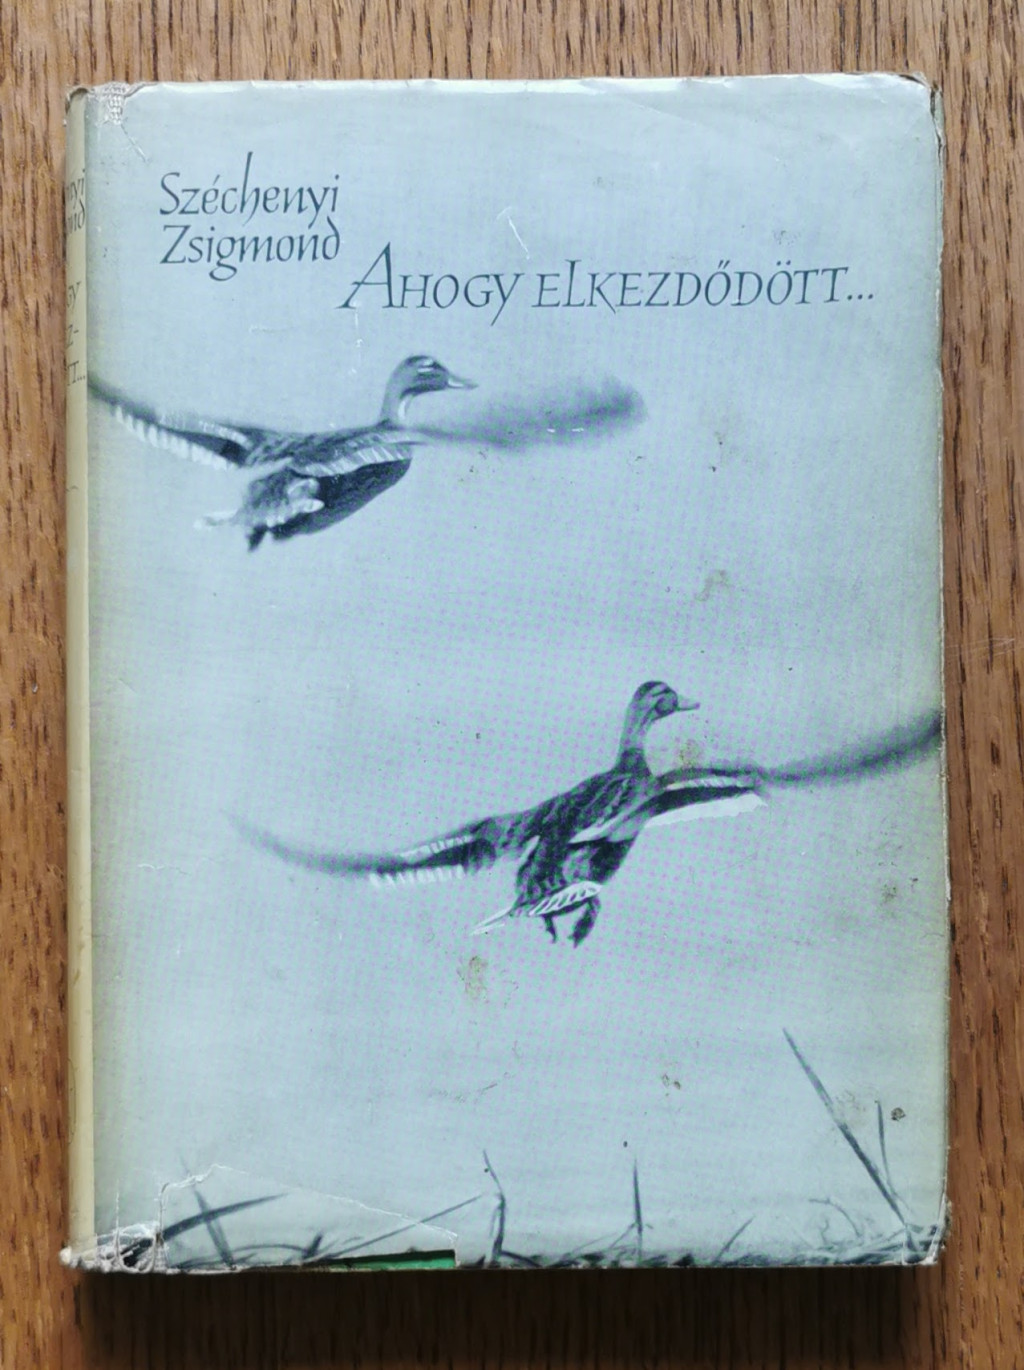 Széchenyi
Zsigmond
AHOGY ELKEZDŐDÖTT...